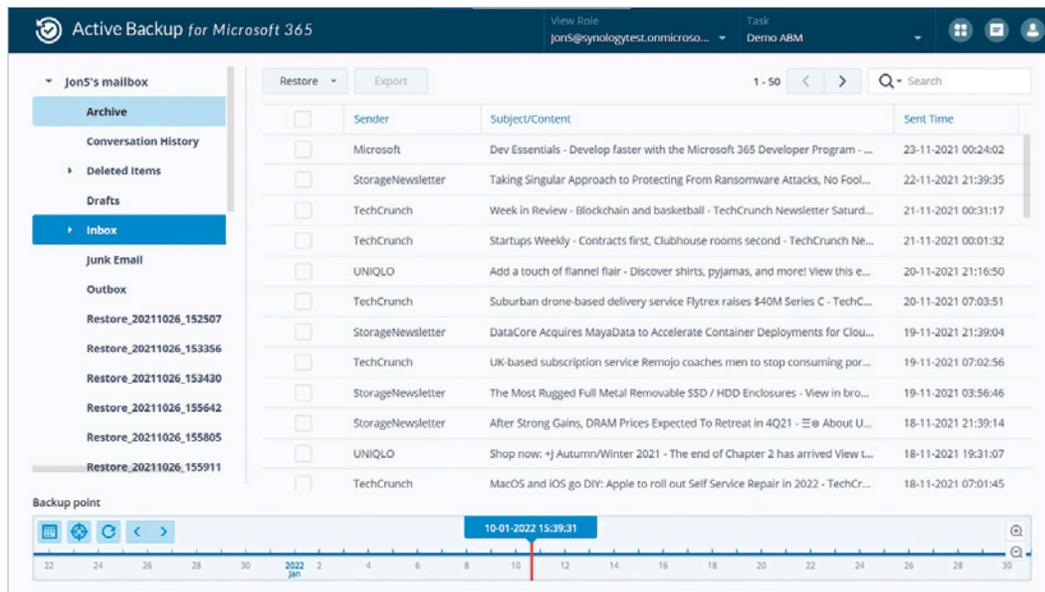 Active Backup for Microsoft 365
View Role
JonS@synologytest.onmicroso...
Task
Demo ABM
JonS's mailbox
Archive
Conversation History
Deleted Items
Drafts
Inbox
Junk Email
Outbox
Restore_20211026_152507
Restore_20211026_153356
Restore_20211026_153430
Restore_20211026_155642
Restore_20211026_155805
Restore_20211026_155911
Restore Export 1 - 50 Search
Sender Subject/Content Sent Time
Microsoft Dev Essentials - Develop faster with the Microsoft 365 Developer Program - ... 23-11-2021 00:24:02
StorageNewsletter Taking Singular Approach to Protecting From Ransomware Attacks, No Fool... 22-11-2021 21:39:35
TechCrunch Week in Review - Blockchain and basketball - TechCrunch Newsletter Saturd... 21-11-2021 00:31:17
TechCrunch Startups Weekly - Contracts first, Clubhouse rooms second - TechCrunch Ne... 21-11-2021 00:01:32
UNIQLO Add a touch of flannel flair - Discover shirts, pyjamas, and more! View this e... 20-11-2021 21:16:50
TechCrunch Suburban drone-based delivery service Flytrex raises $40M Series C - TechC... 20-11-2021 07:03:51
StorageNewsletter DataCore Acquires MayaData to Accelerate Container Deployments for Clou... 19-11-2021 21:39:04
TechCrunch UK-based subscription service Remojo coaches men to stop consuming por... 19-11-2021 07:02:56
StorageNewsletter The Most Rugged Full Metal Removable SSD / HDD Enclosures - View in bro... 19-11-2021 03:56:46
StorageNewsletter After Strong Gains, DRAM Prices Expected To Retreat in 4Q21 - ☰⊕ About U... 18-11-2021 21:39:14
UNIQLO Shop now: +J Autumn/Winter 2021 - The end of Chapter 2 has arrived View t... 18-11-2021 19:31:07
TechCrunch MacOS and iOS go DIY: Apple to roll out Self Service Repair in 2022 - TechCr... 18-11-2021 07:01:45
Backup point
10-01-2022 15:39:31
22 24 26 28 30 2022 2 4 6 8 10 12 14 16 18 20 22 24 26 28 30
Jan